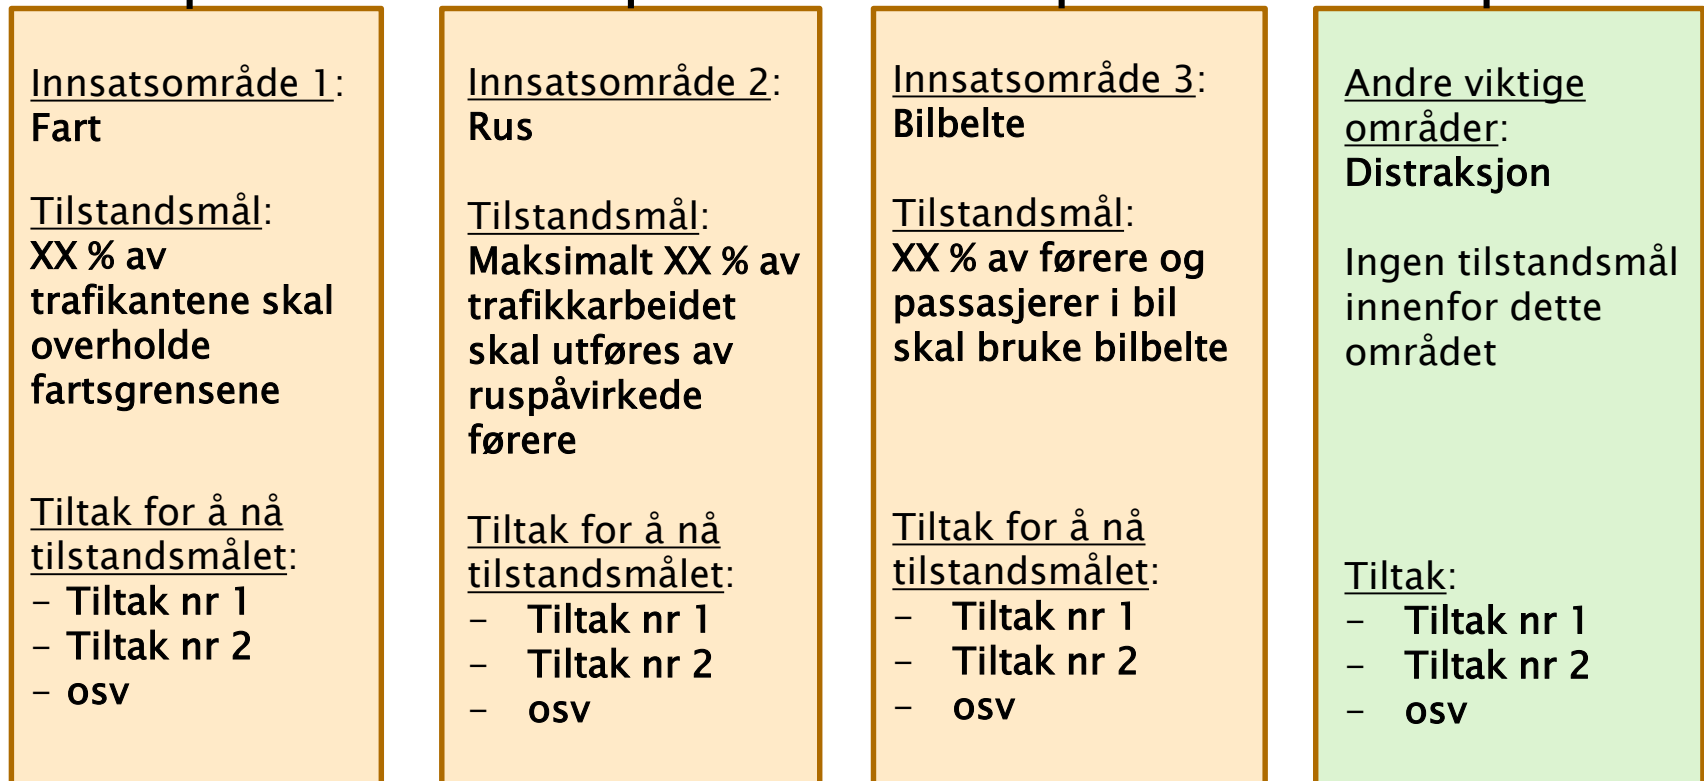 Innsatsområde 1:
Fart
Tilstandsmål:
XX % av
trafikantene skal
overholde
fartsgrensene
Tiltak for å nå
tilstandsmålet:
– Tiltak nr 1
– Tiltak nr 2
– osv
Innsatsområde 2:
Rus
Tilstandsmål:
Maksimalt XX % av
trafikkarbeidet
skal utføres av
ruspåvirkede
førere
Tiltak for å nå
tilstandsmålet:
– Tiltak nr 1
– Tiltak nr 2
– osv
Innsatsområde 3:
Bilbelte
Tilstandsmål:
XX % av førere og
passasjerer i bil
skal bruke bilbelte
Tiltak for å nå
tilstandsmålet:
– Tiltak nr 1
– Tiltak nr 2
– osv
Andre viktige
områder:
Distraksjon
Ingen tilstandsmål
innenfor dette
området
Tiltak:
– Tiltak nr 1
– Tiltak nr 2
– osv